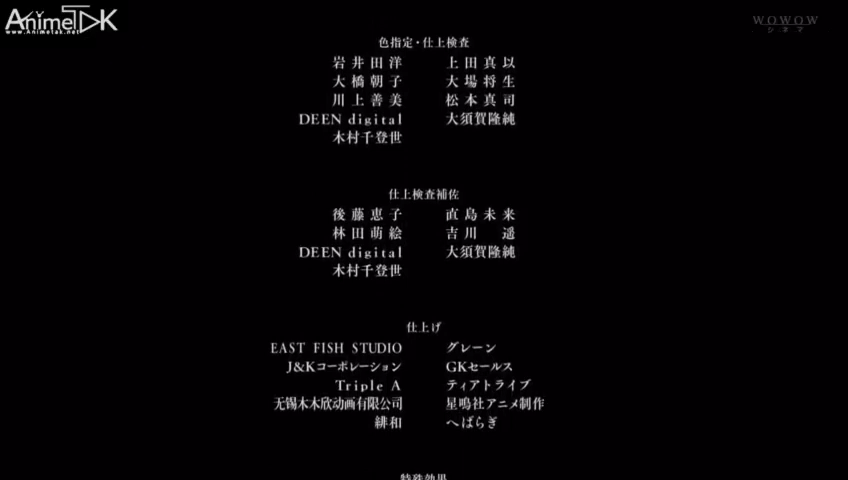 AnimeTAK
www.Animetak.net
WOWOW
シネマ
色指定・仕上検査
岩井田洋 上田真以
大橋朝子 大場将生
川上善美 松本真司
DEEN digital 大須賀隆純
木村千登世
仕上検査補佐
後藤恵子 直島未来
林田萌絵 吉川 遥
DEEN digital 大須賀隆純
木村千登世
仕上げ
EAST FISH STUDIO グレーン
J&Kコーポレーション GKセールス
Triple A ティアトライブ
无锡木木欣动画有限公司 星鳴社アニメ制作
緋和 へばらぎ
特殊効果